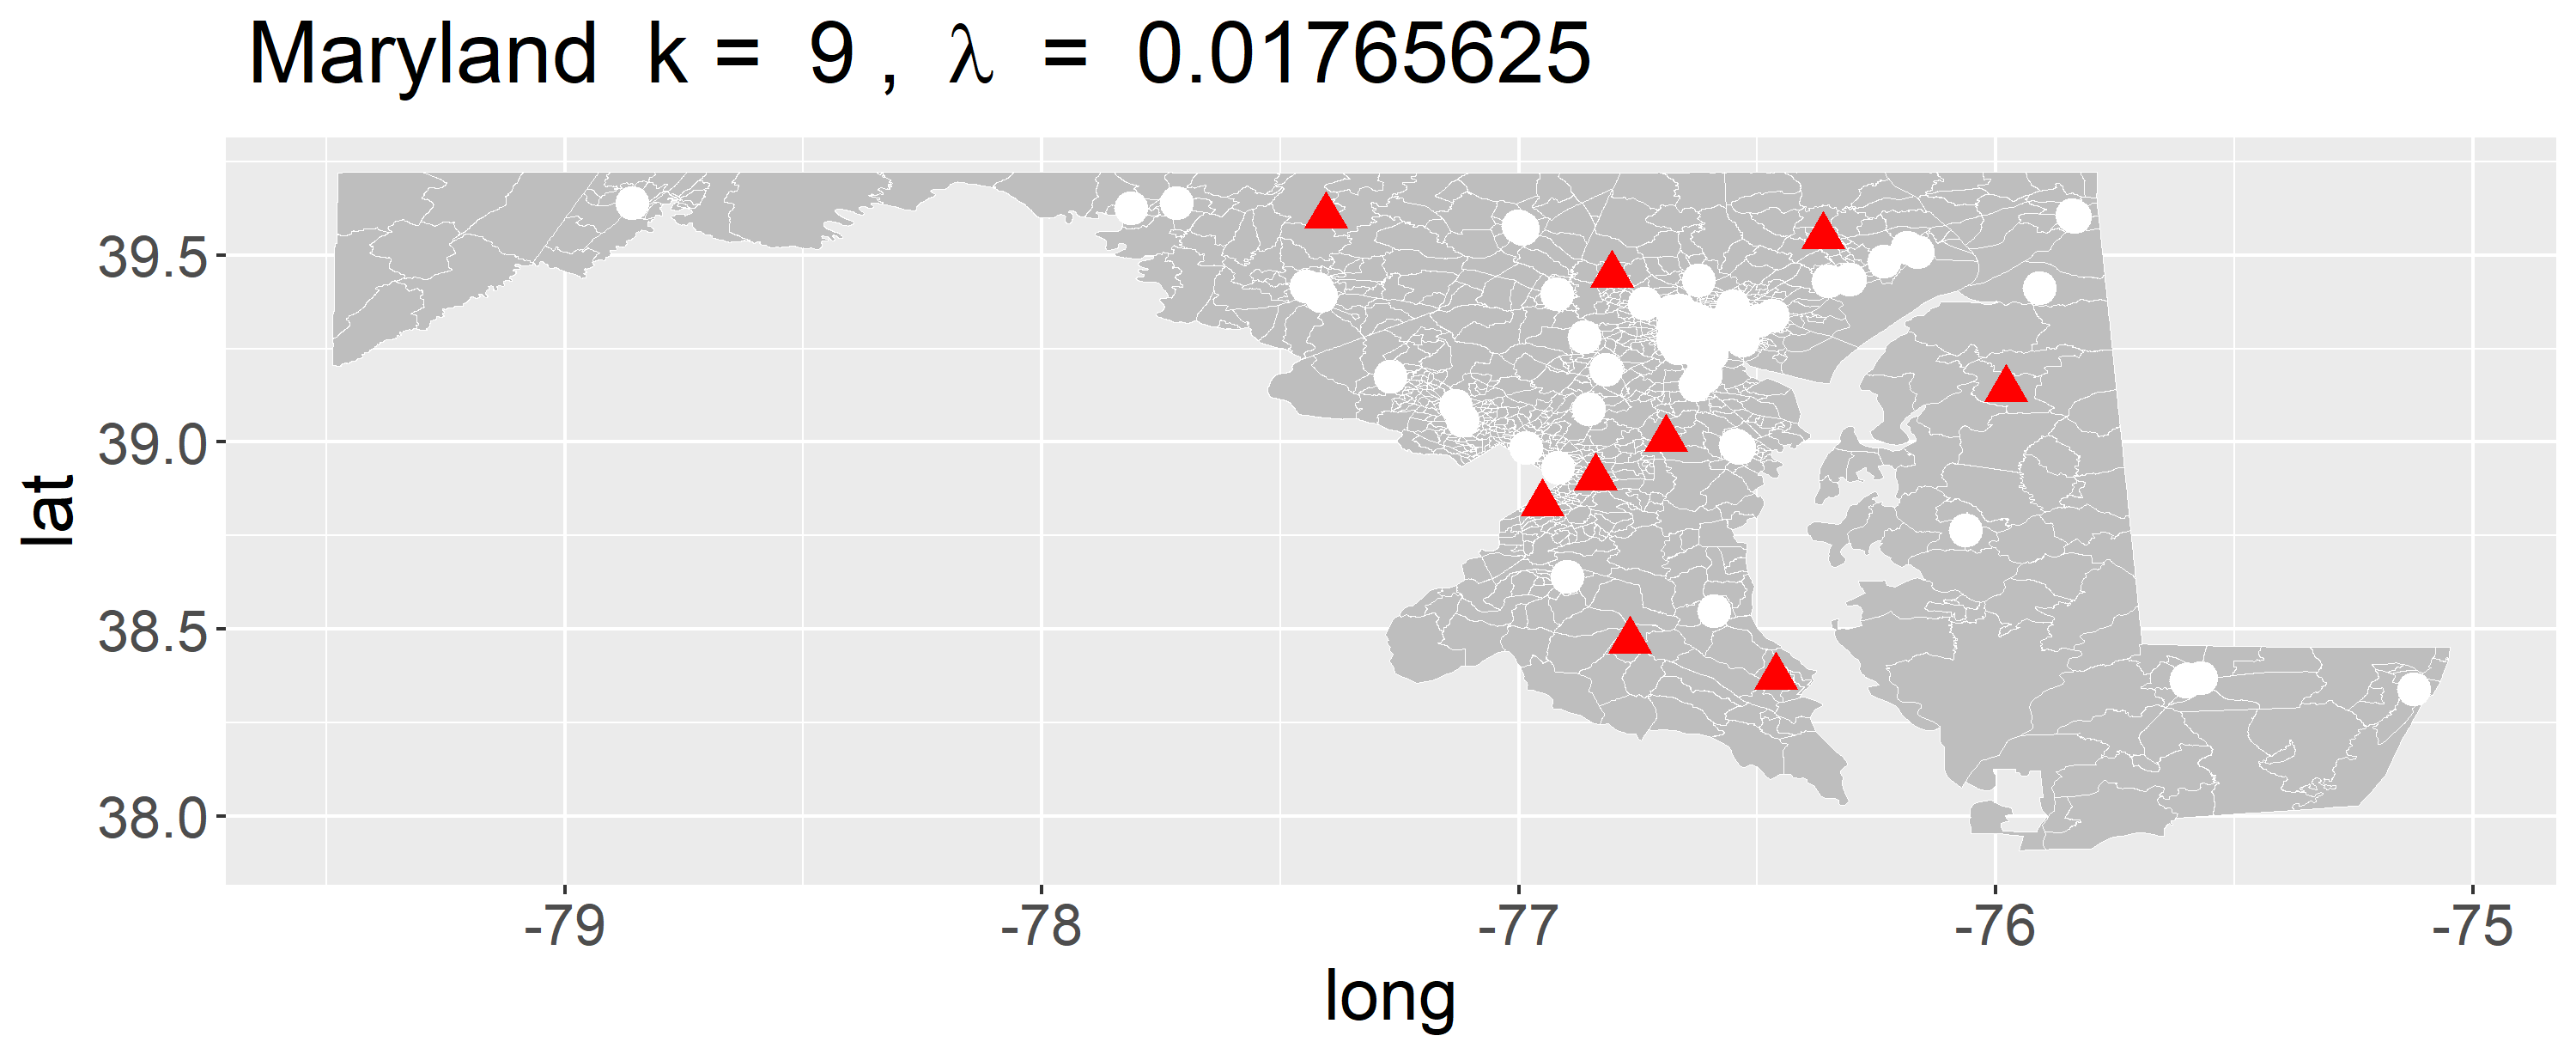 Maryland k = 9 , λ = 0.01765625
39.5
39.0
38.5
38.0
lat
-79 -78 -77 -76 -75
long